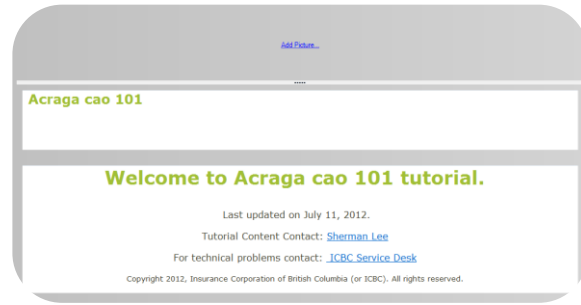 Add Picture...
Acraga cao 101
Welcome to Acraga cao 101 tutorial.
Last updated on July 11, 2012.
Tutorial Content Contact: Sherman Lee
For technical problems contact: ICBC Service Desk
Copyright 2012, Insurance Corporation of British Columbia (or ICBC). All rights reserved.